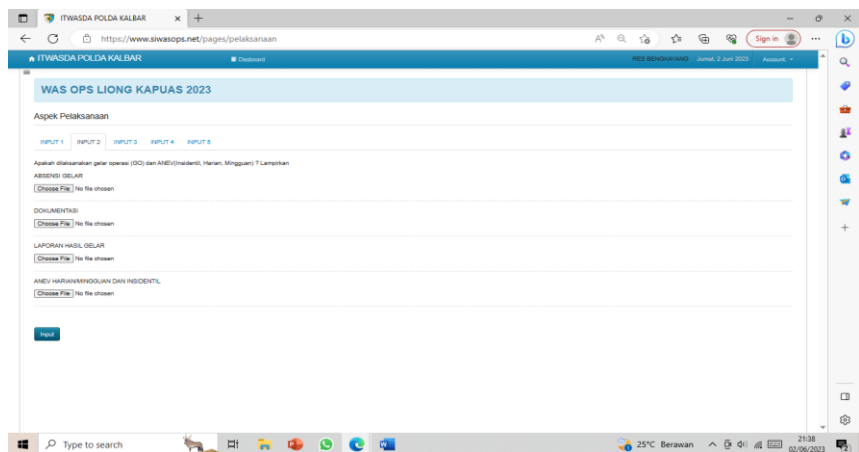 ITWASDA POLDA KALBAR
https://www.siwasops.net/pages/pelaksanaan
Sign in
ITWASDA POLDA KALBAR
Dasboard
RES BENGKAYANG Jumat, 2 Juni 2023 Account
WAS OPS LIONG KAPUAS 2023
Aspek Pelaksanaan
INPUT 1 INPUT 2 INPUT 3 INPUT 4 INPUT 5
Apakah dilaksanakan gelar operasi (GO) dan ANEV(Insidentil, Harian, Mingguan) ? Lampirkan
ABSENSI GELAR
Choose File No file chosen
DOKUMENTASI
Choose File No file chosen
LAPORAN HASIL GELAR
Choose File No file chosen
ANEV HARIAN/MINGGUAN DAN INSIDENTIL
Choose File No file chosen
Input
Type to search
25°C Berawan
21:38
02/06/2023